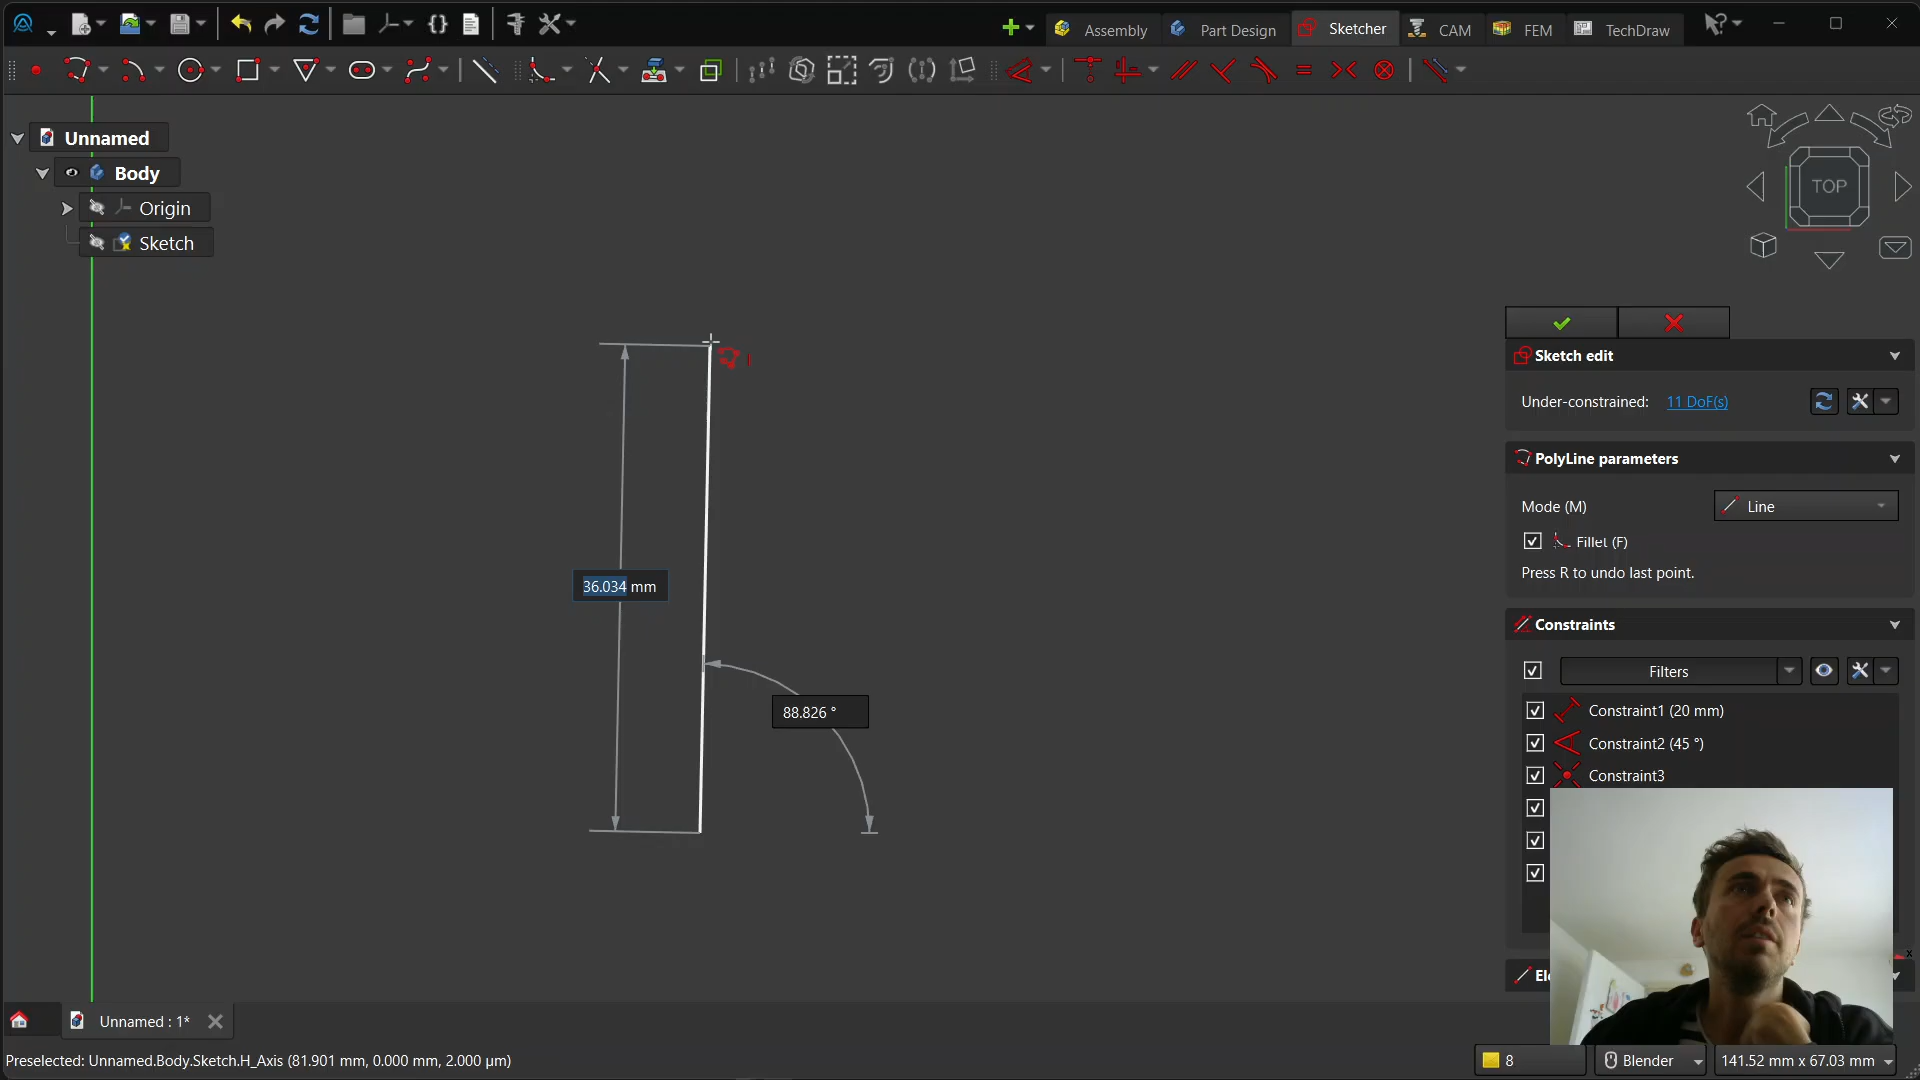 Assembly
Part Design
Sketcher
CAM
FEM
TechDraw
Unnamed
Body
Origin
Sketch
TOP
Sketch edit
Under-constrained: 11 DoF(s)
PolyLine parameters
Mode (M) Line
Fillet (F)
Press R to undo last point.
36.034 mm
88.826 °
Constraints
Filters
Constraint1 (20 mm)
Constraint2 (45 °)
Constraint3
Unnamed : 1*
Preselected: Unnamed.Body.Sketch.H_Axis (81.901 mm, 0.000 mm, 2.000 μm)
8
Blender
141.52 mm x 67.03 mm